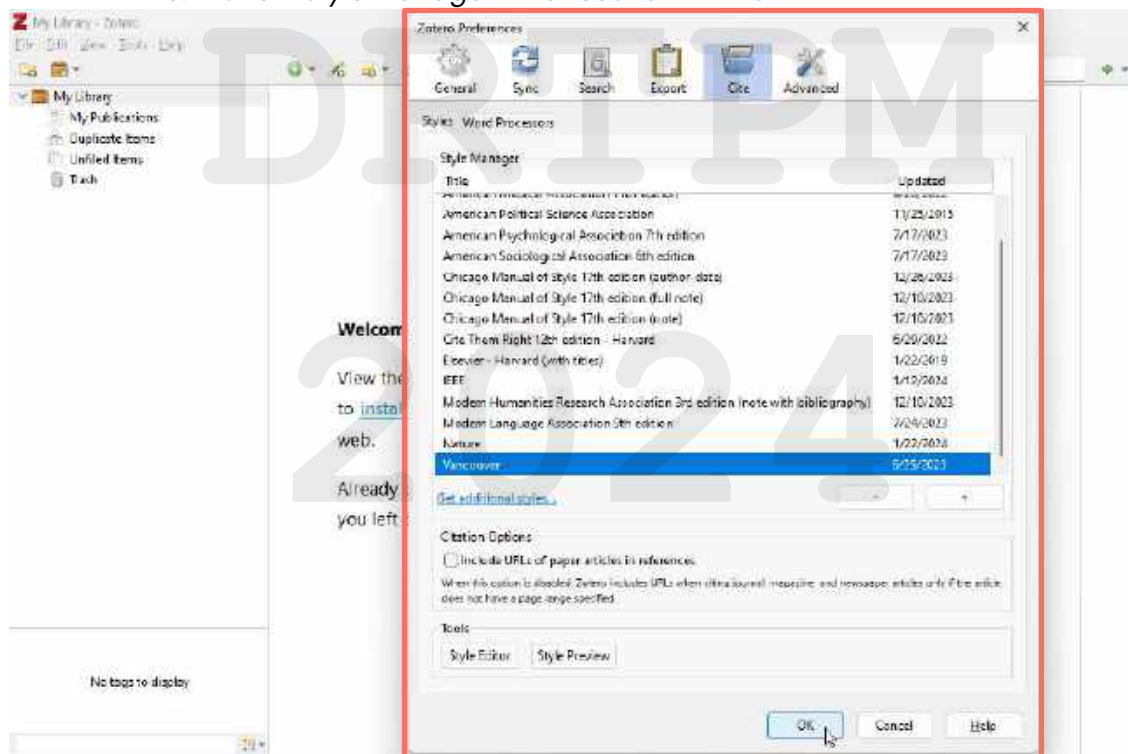 My Library - Zotero
File Edit View Tools Help
My Library
My Publications
Duplicate Items
Unfiled Items
Trash
Welcom
View the
to instal
web.
Already
you left
No tags to display
Zotero Preferences
General Sync Search Export Cite Advanced
Styles Word Processors
Style Manager
Title Updated
American Political Science Association 11/25/2015
American Psychological Association 7th edition 7/17/2023
American Sociological Association 6th edition 7/17/2023
Chicago Manual of Style 17th edition (author-date) 12/26/2023
Chicago Manual of Style 17th edition (full note) 12/10/2023
Chicago Manual of Style 17th edition (note) 12/10/2023
Cite Them Right 12th edition - Harvard 6/29/2022
Elsevier - Harvard (with titles) 1/22/2019
IEEE 1/12/2024
Modern Humanities Research Association 3rd edition (note with bibliography) 12/10/2023
Modern Language Association 9th edition 7/24/2023
Nature 1/22/2024
Vancouver
Get additional styles...
- +
Citation Options
Include URLs of paper articles in references
When this option is disabled, Zotero includes URLs when citing journal, magazine, and newspaper articles only if the article
does not have a page range specified.
Tools
Style Editor Style Preview
OK Cancel Help
DRTPM
2024